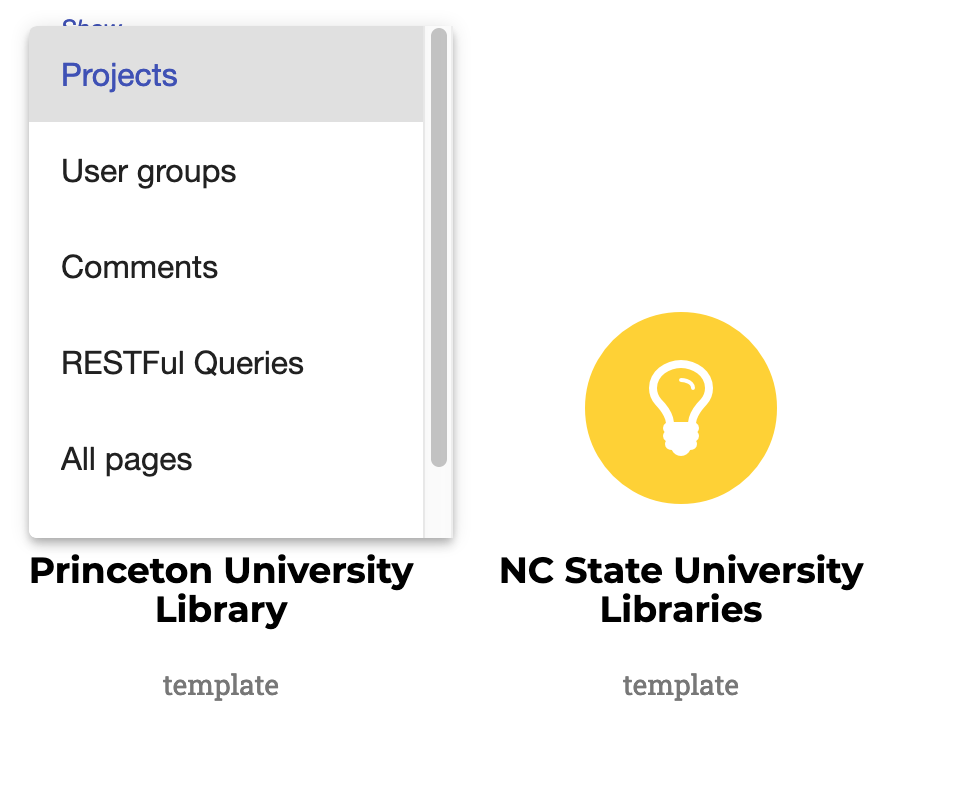 Show
Projects
User groups
Comments
RESTFul Queries
All pages
Princeton University
Library
template
NC State University
Libraries
template